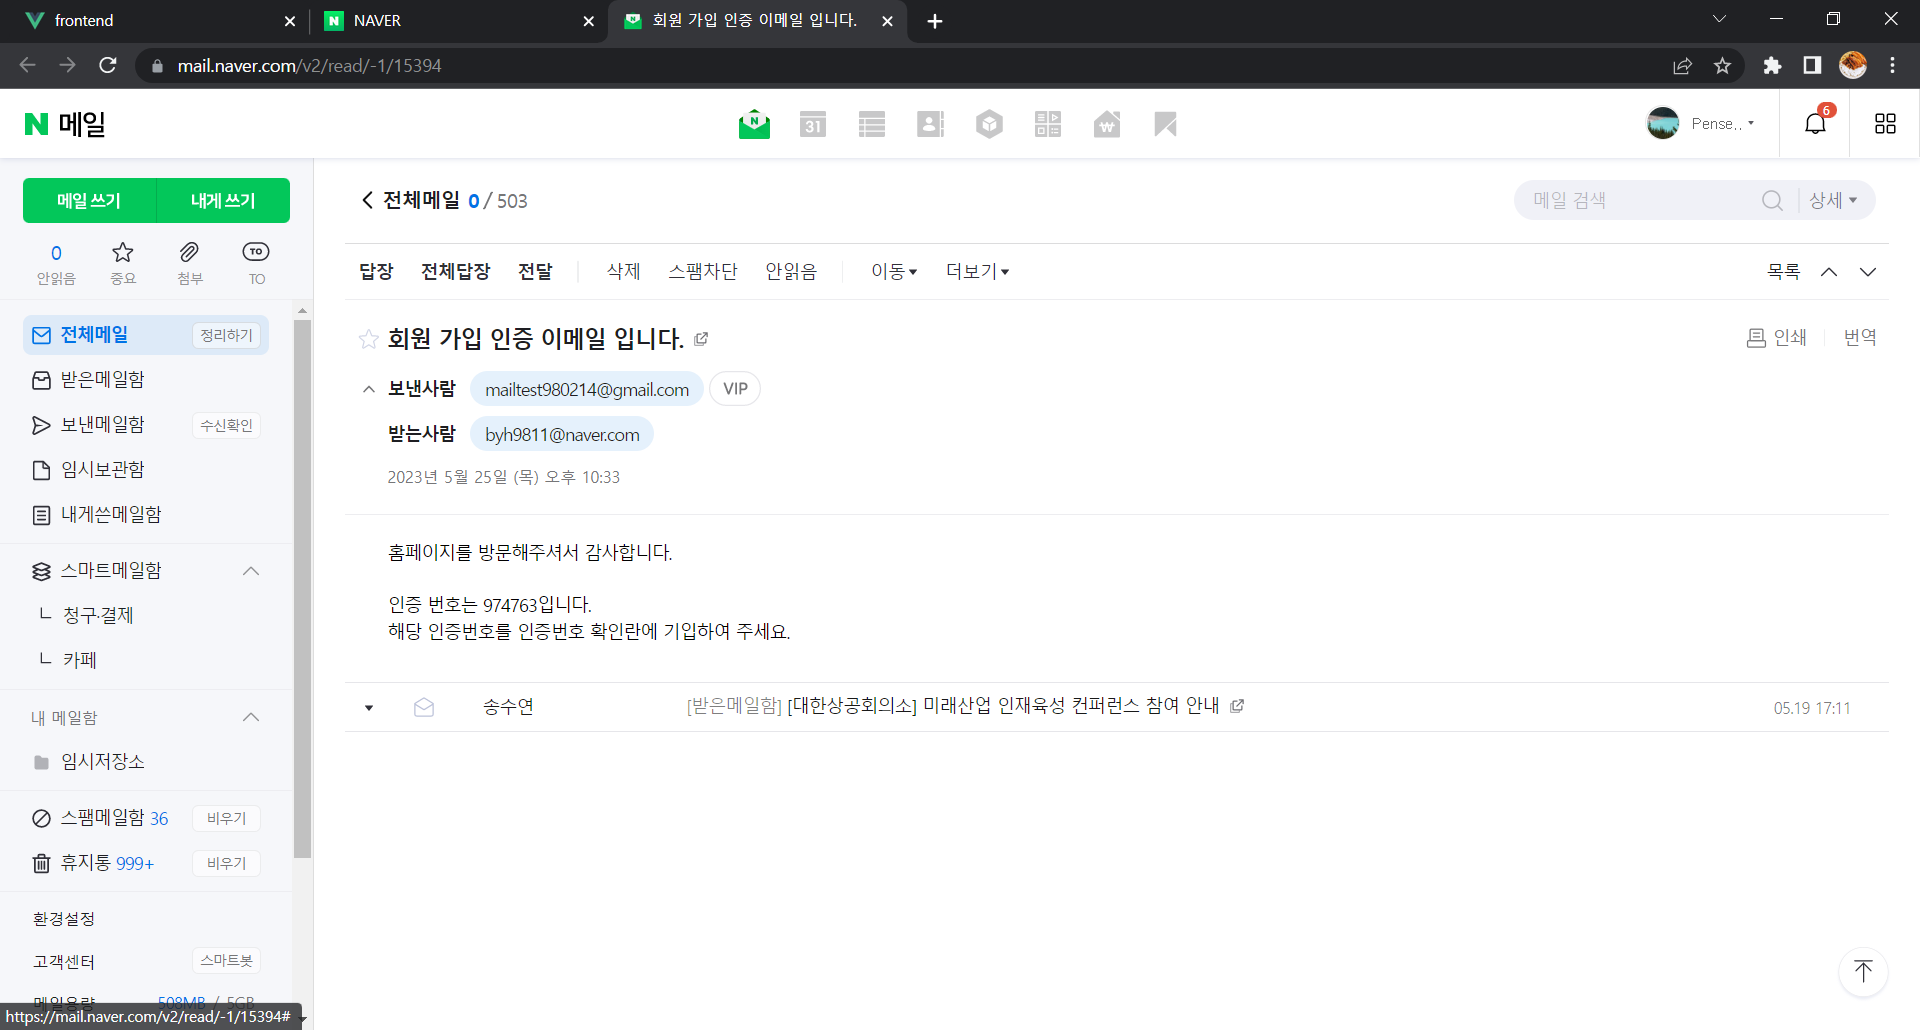 frontend
NAVER
회원 가입 인증 이메일 입니다.
mail.naver.com/v2/read/-1/15394
N 메일
N
31
Pense..
6
메일 쓰기
내게 쓰기
전체메일 0 / 503
메일 검색
상세
0
안읽음
중요
첨부
TO
TO
답장
전체답장
전달
삭제
스팸차단
안읽음
이동
더보기
목록
전체메일
정리하기
받은메일함
보낸메일함
수신확인
임시보관함
내게쓴메일함
스마트메일함
청구·결제
카페
내 메일함
임시저장소
스팸메일함 36
비우기
휴지통 999+
비우기
환경설정
고객센터
스마트봇
메일용량
508MB / 5GB
https://mail.naver.com/v2/read/-1/15394#
회원 가입 인증 이메일 입니다.
인쇄
번역
보낸사람
mailtest980214@gmail.com
VIP
받는사람
byh9811@naver.com
2023년 5월 25일 (목) 오후 10:33
홈페이지를 방문해주셔서 감사합니다.
인증 번호는 974763입니다.
해당 인증번호를 인증번호 확인란에 기입하여 주세요.
송수연
[받은메일함] [대한상공회의소] 미래산업 인재육성 컨퍼런스 참여 안내
05.19 17:11